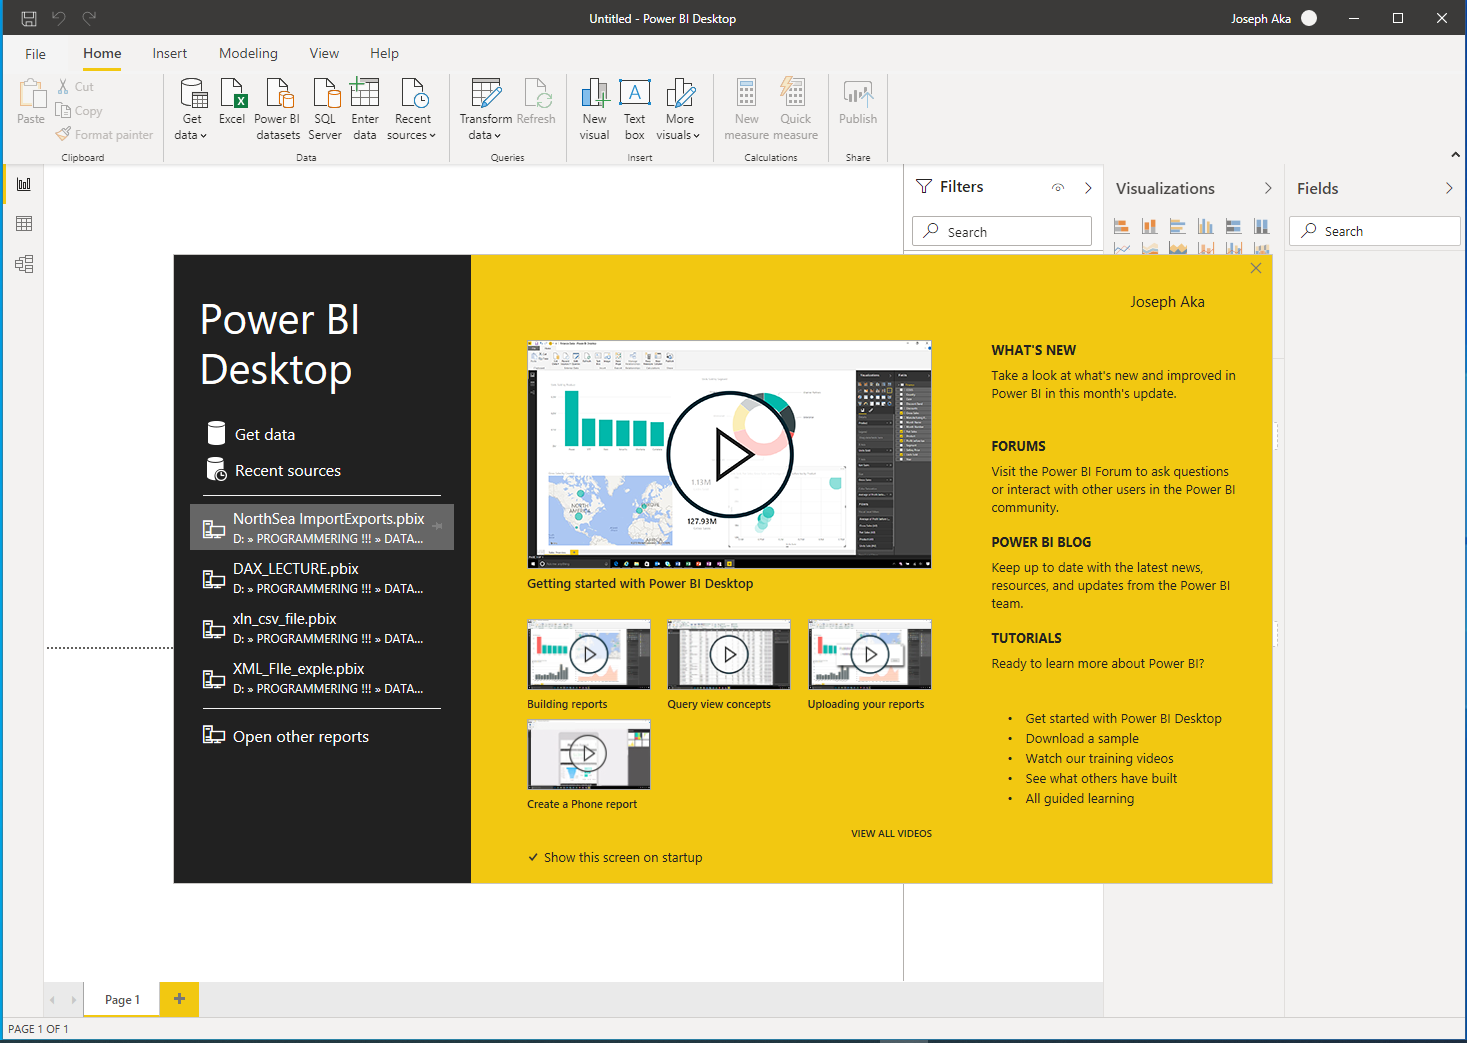 Untitled - Power BI Desktop
Joseph Aka
File Home Insert Modeling View Help
Paste
Cut
Copy
Format painter
Clipboard
Get data
Excel
Power BI datasets
SQL Server
Enter data
Recent sources
Data
Transform data
Refresh
Queries
New visual
Text box
More visuals
Insert
New measure
Quick measure
Calculations
Publish
Share
Filters
Search
Visualizations
Fields
Search
Power BI
Desktop
Get data
Recent sources
NorthSea ImportExports.pbix
D: » PROGRAMMERING !!! » DATA...
DAX_LECTURE.pbix
D: » PROGRAMMERING !!! » DATA...
xln_csv_file.pbix
D: » PROGRAMMERING !!! » DATA...
XML_FIle_exple.pbix
D: » PROGRAMMERING !!! » DATA...
Open other reports
Joseph Aka
1.13M
127.93M
Getting started with Power BI Desktop
Building reports
Query view concepts
Uploading your reports
Create a Phone report
VIEW ALL VIDEOS
Show this screen on startup
WHAT'S NEW
Take a look at what's new and improved in
Power BI in this month's update.
FORUMS
Visit the Power BI Forum to ask questions
or interact with other users in the Power BI
community.
POWER BI BLOG
Keep up to date with the latest news,
resources, and updates from the Power BI
team.
TUTORIALS
Ready to learn more about Power BI?
• Get started with Power BI Desktop
• Download a sample
• Watch our training videos
• See what others have built
• All guided learning
Page 1
PAGE 1 OF 1